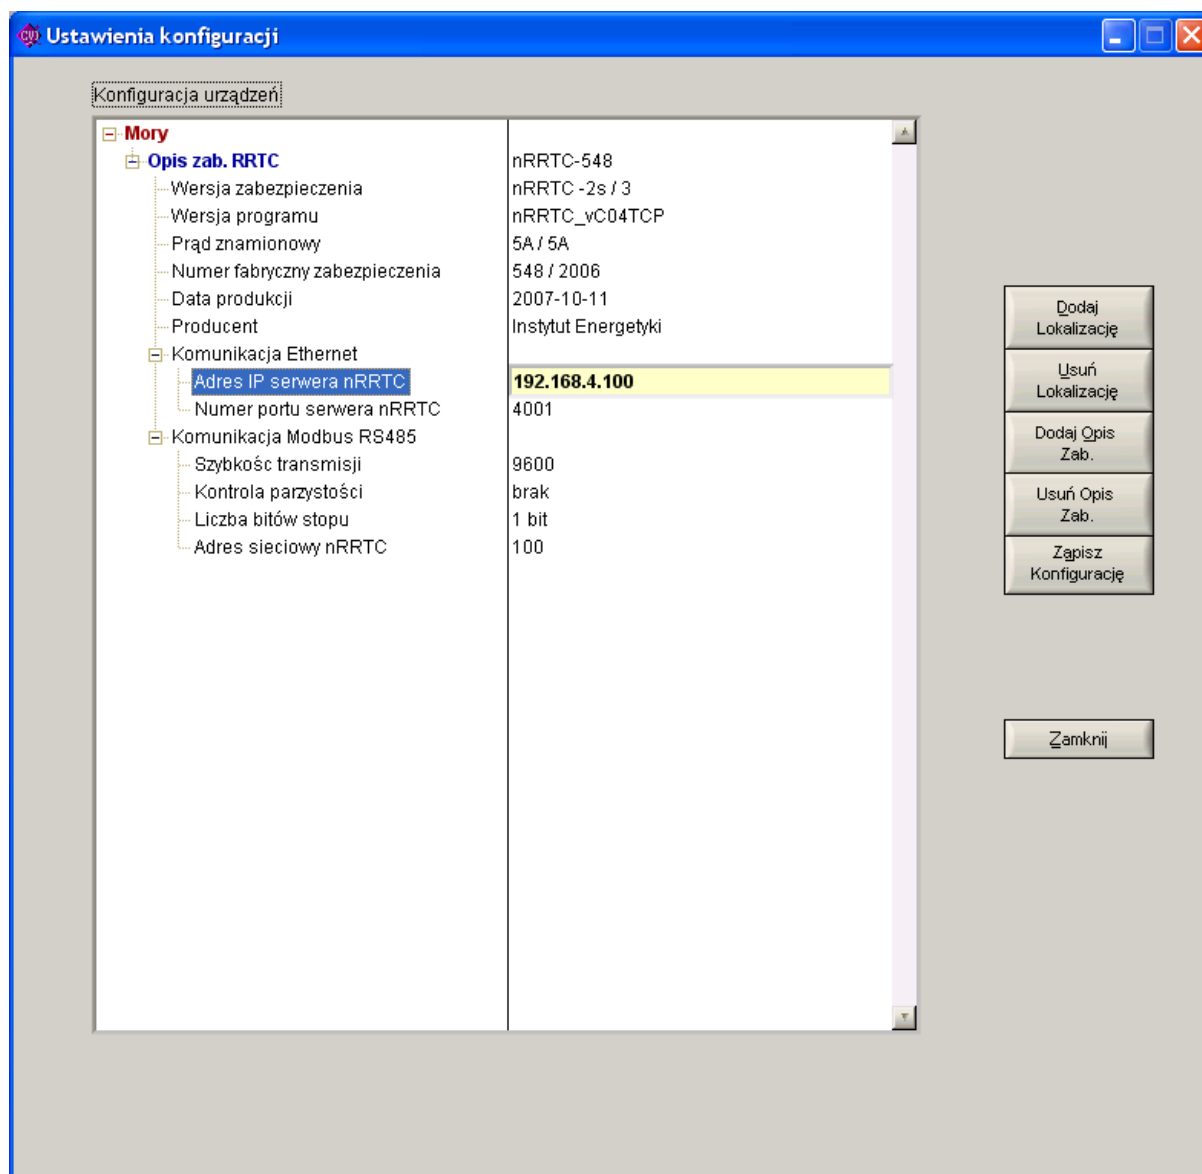 Ustawienia konfiguracji
Konfiguracja urządzeń
Mory
Opis zab. RRTC nRRTC-548
Wersja zabezpieczenia nRRTC -2s / 3
Wersja programu nRRTC_vC04TCP
Prąd znamionowy 5A / 5A
Numer fabryczny zabezpieczenia 548 / 2006
Data produkcji 2007-10-11
Producent Instytut Energetyki
Komunikacja Ethernet
Adres IP serwera nRRTC 192.168.4.100
Numer portu serwera nRRTC 4001
Komunikacja Modbus RS485
Szybkośc transmisji 9600
Kontrola parzystości brak
Liczba bitów stopu 1 bit
Adres sieciowy nRRTC 100
Dodaj
Lokalizację
Usuń
Lokalizację
Dodaj Opis
Zab.
Usuń Opis
Zab.
Zapisz
Konfigurację
Zamknij